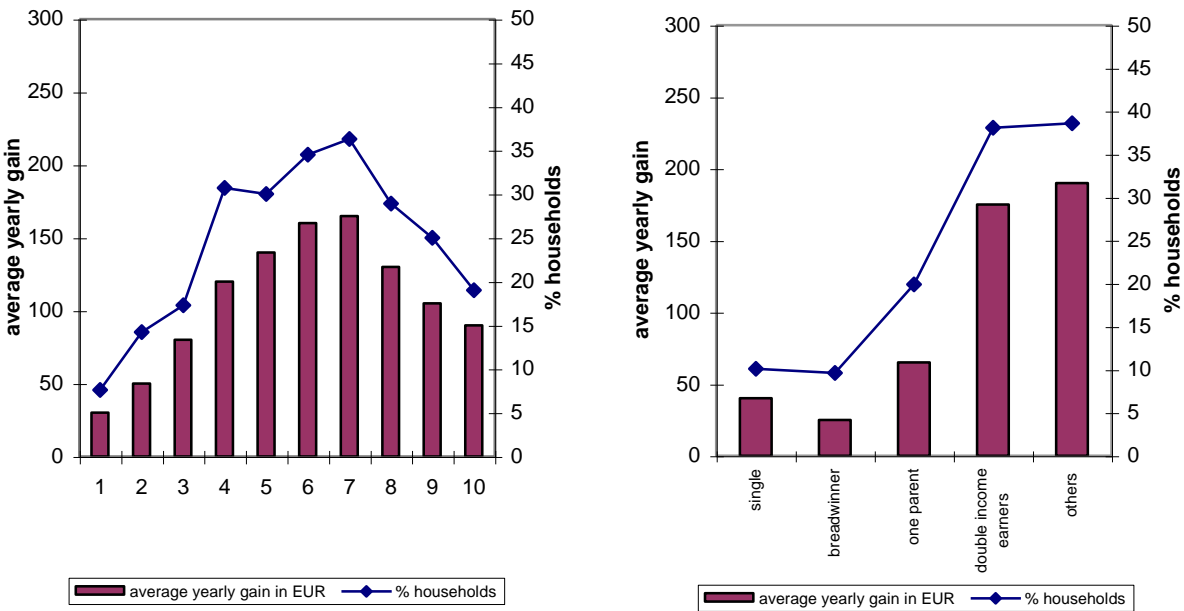 300
250
200
150
100
50
0
average yearly gain
50
45
40
35
30
25
20
15
10
5
0
% households
1 2 3 4 5 6 7 8 9 10
average yearly gain in EUR % households
300
250
200
150
100
50
0
average yearly gain
50
45
40
35
30
25
20
15
10
5
0
% households
single
breadwinner
one parent
double income
earners
others
average yearly gain in EUR % households